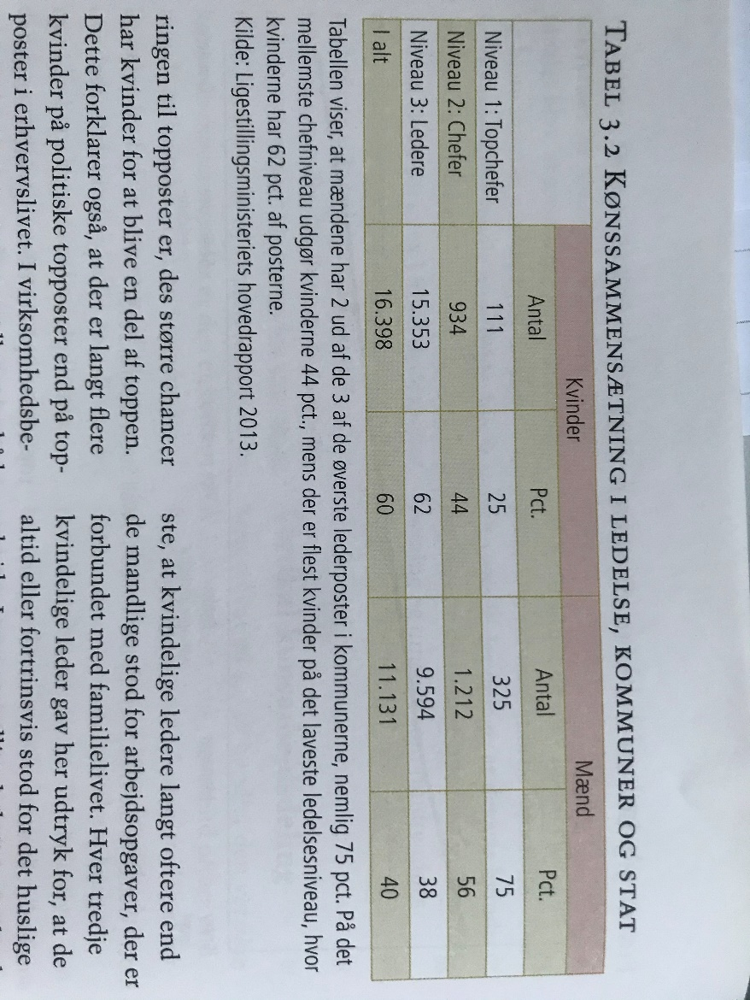 TABEL 3.2 KØNSSAMMENSÆTNING I LEDELSE, KOMMUNER OG STAT
Kvinder Mænd
Antal Pct. Antal Pct.
Niveau 1: Topchefer 111 25 325 75
Niveau 2: Chefer 934 44 1.212 56
Niveau 3: Ledere 15.353 62 9.594 38
I alt 16.398 60 11.131 40
Tabellen viser, at mændene har 2 ud af de 3 af de øverste lederposter i kommunerne, nemlig 75 pct. På det
mellemste chefniveau udgør kvinderne 44 pct., mens der er flest kvinder på det laveste ledelsesniveau, hvor
kvinderne har 62 pct. af posterne.
Kilde: Ligestillingsministeriets hovedrapport 2013.
ringen til topposter er, des større chancer
har kvinder for at blive en del af toppen.
Dette forklarer også, at der er langt flere
kvinder på politiske topposter end på top-
poster i erhvervslivet. I virksomhedsbe-
ste, at kvindelige ledere langt oftere end
de mandlige stod for arbejdsopgaver, der er
forbundet med familielivet. Hver tredje
kvindelige leder gav her udtryk for, at de
altid eller fortrinsvis stod for det huslige